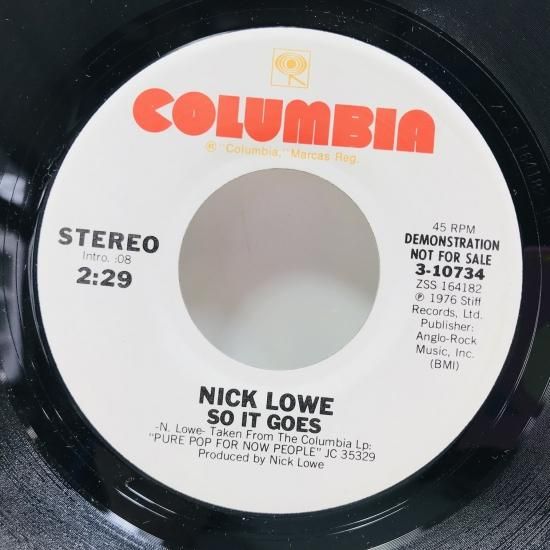 COLUMBIA
® "Columbia," Marcas Reg.
STEREO
Intro. :08
2:29
45 RPM
DEMONSTRATION
NOT FOR SALE
3-10734
ZSS 164182
℗ 1976 Stiff
Records, Ltd.
Publisher:
Anglo-Rock
Music, Inc.
(BMI)
NICK LOWE
SO IT GOES
-N. Lowe- Taken From The Columbia Lp:
"PURE POP FOR NOW PEOPLE" JC 35329
Produced by Nick Lowe